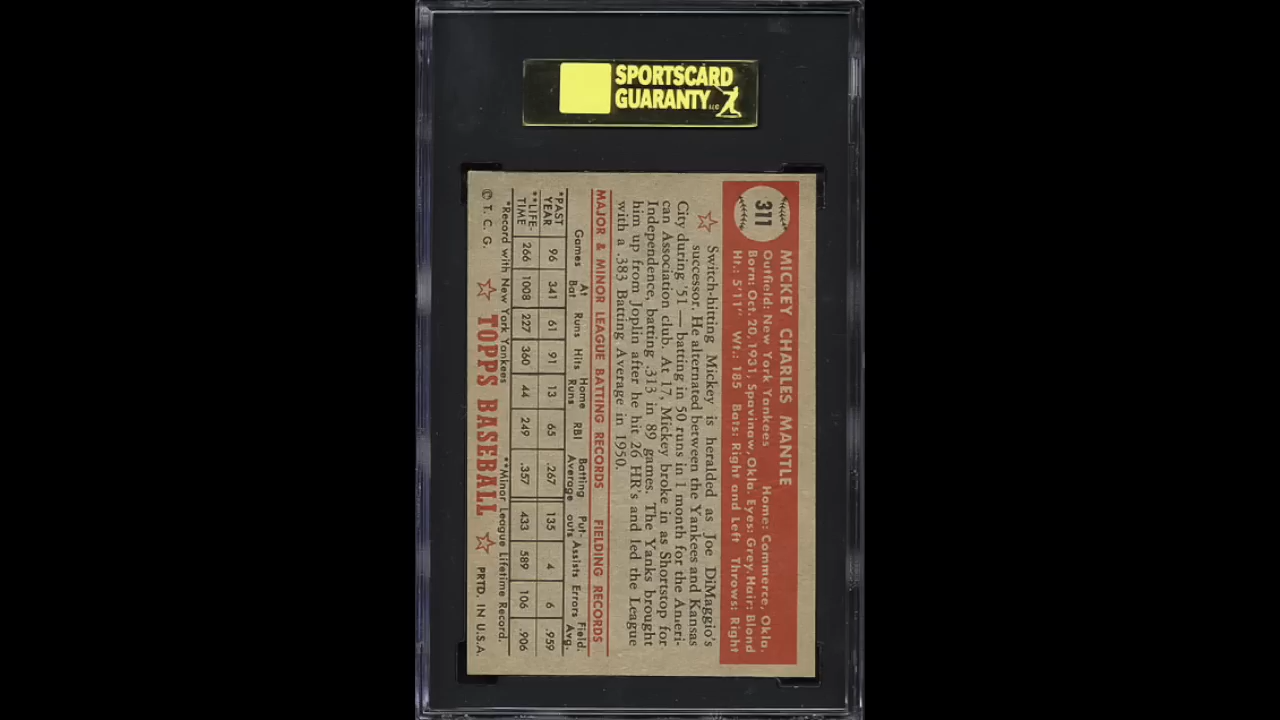 SPORTSCARD
GUARANTY LLC
311
MICKEY CHARLES MANTLE
Outfield: New York Yankees Home: Commerce, Okla.
Born: Oct. 20, 1931, Spavinaw, Okla. Eyes: Grey Hair: Blond
Ht.: 5'11" Wt.: 185 Bats: Right and Left Throws: Right
Switch-hitting Mickey is heralded as Joe DiMaggio's
successor. He alternated between the Yankees and Kansas
City during '51 — batting in 50 runs in 1 month for the Ameri-
can Association club. At 17, Mickey broke in as Shortstop for
Independence, batting .313 in 89 games. The Yanks brought
him up from Joplin after he hit 26 HR's and led the League
with a .383 Batting Average in 1950.
MAJOR & MINOR LEAGUE BATTING RECORDS FIELDING RECORDS
Games At Bat Runs Hits Home Runs RBI Batting Average Put-outs Assists Errors Field. Avg.
*PAST YEAR 96 341 61 91 13 65 .267 135 4 6 .959
**LIFE-TIME 266 1008 227 360 44 249 .357 433 589 106 .906
*Record with New York Yankees **Minor League Lifetime Record.
© T. C. G. TOPPS BASEBALL PRTD. IN U.S.A.